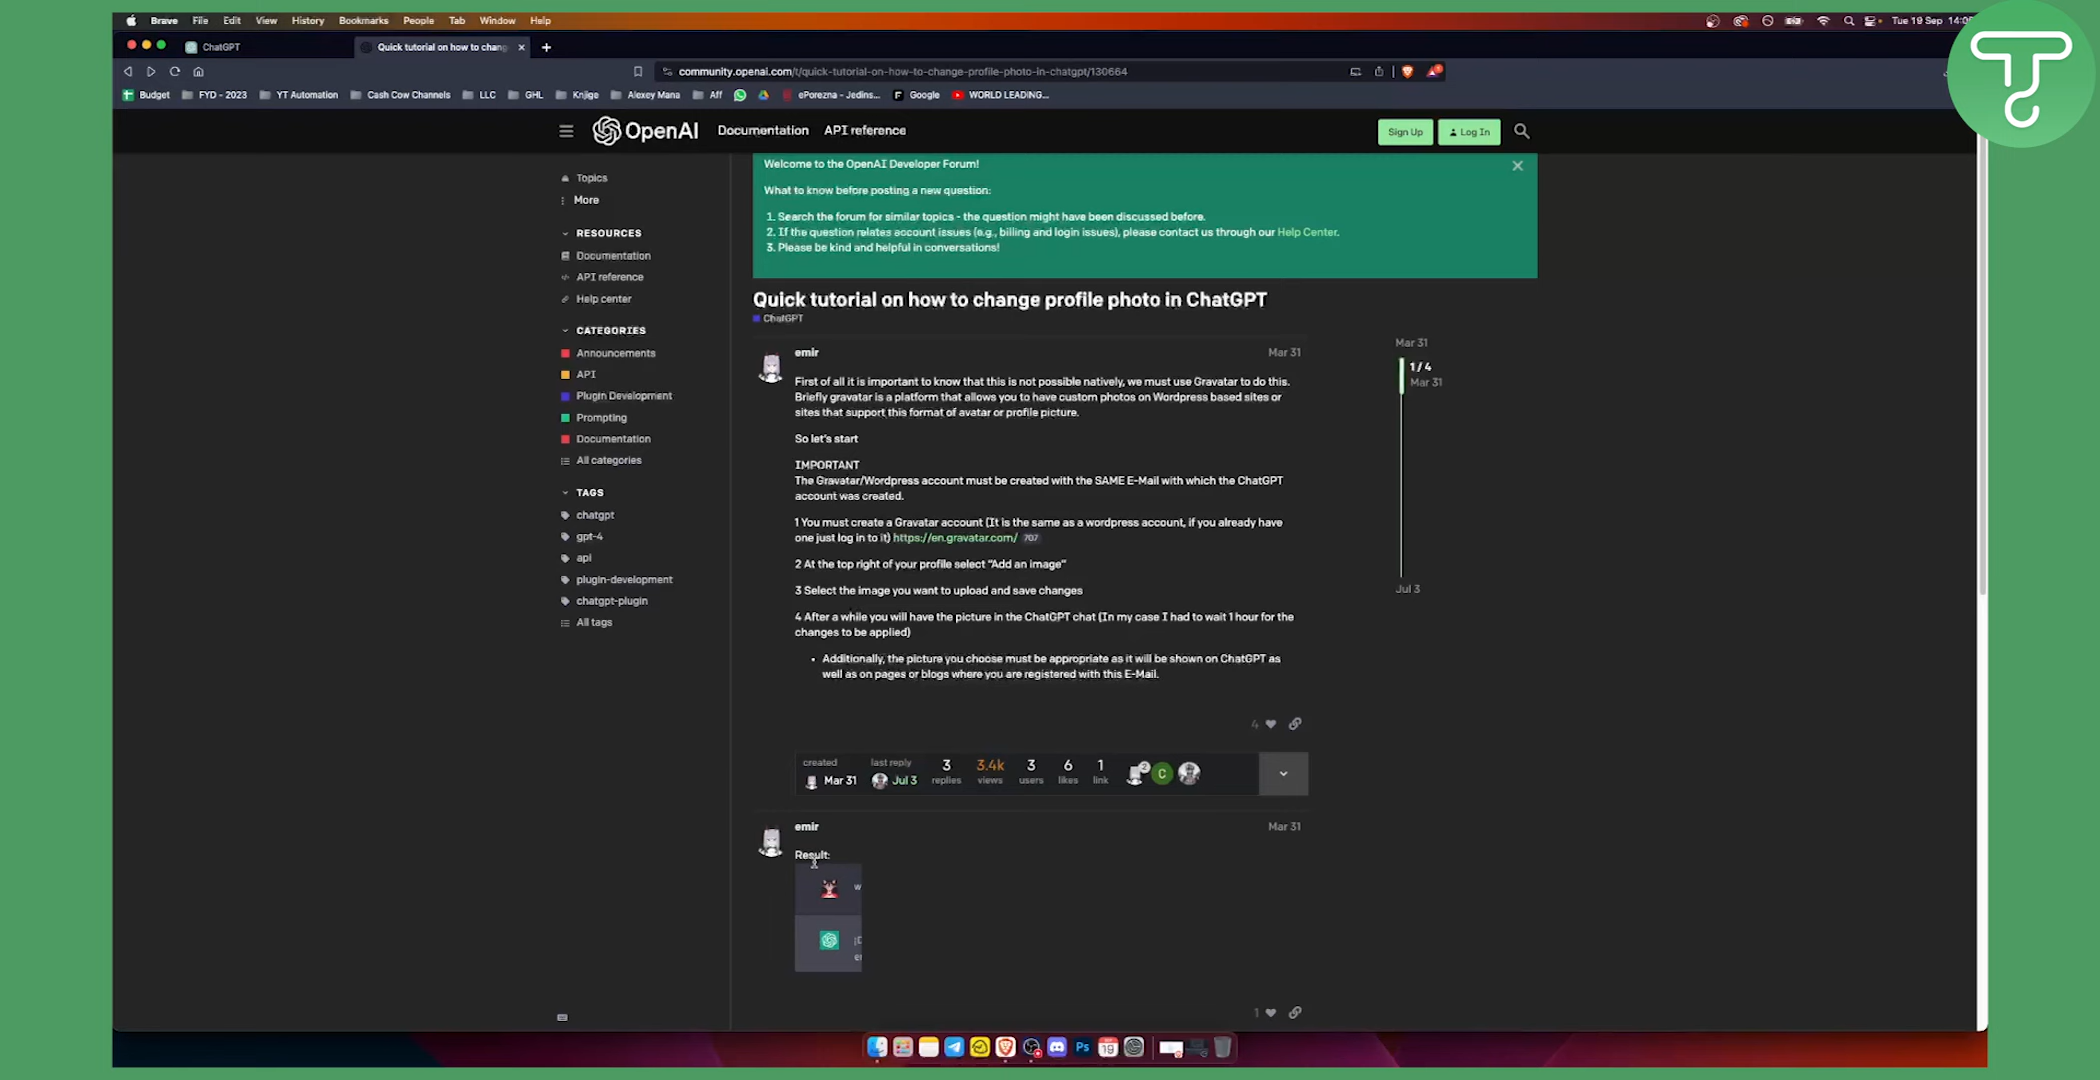 Brave File Edit View History Bookmarks People Tab Window Help
Tue 19 Sep
ChatGPT
Quick tutorial on how to chang
community.openai.com/t/quick-tutorial-on-how-to-change-profile-photo-in-chatgpt/130664
Budget FYD - 2023 YT Automation Cash Cow Channels LLC GHL Knjige Alexey Mana Aff ePorezna - Jedins... Google WORLD LEADING...
OpenAI Documentation API reference
Sign Up Log In
Topics
More
RESOURCES
Documentation
API reference
Help center
CATEGORIES
Announcements
API
Plugin Development
Prompting
Documentation
All categories
TAGS
chatgpt
gpt-4
api
plugin-development
chatgpt-plugin
All tags
Welcome to the OpenAI Developer Forum!
What to know before posting a new question:
1. Search the forum for similar topics - the question might have been discussed before.
2. If the question relates account issues (e.g., billing and login issues), please contact us through our Help Center.
3. Please be kind and helpful in conversations!
Quick tutorial on how to change profile photo in ChatGPT
ChatGPT
emir Mar 31
First of all it is important to know that this is not possible natively, we must use Gravatar to do this.
Briefly gravatar is a platform that allows you to have custom photos on Wordpress based sites or
sites that support this format of avatar or profile picture.
So let's start
IMPORTANT
The Gravatar/Wordpress account must be created with the SAME E-Mail with which the ChatGPT
account was created.
1 You must create a Gravatar account (It is the same as a wordpress account, if you already have
one just log in to it) https://en.gravatar.com/ 707
2 At the top right of your profile select "Add an image"
3 Select the image you want to upload and save changes
4 After a while you will have the picture in the ChatGPT chat (In my case I had to wait 1 hour for the
changes to be applied)
• Additionally, the picture you choose must be appropriate as it will be shown on ChatGPT as
well as on pages or blogs where you are registered with this E-Mail.
4
created last reply 3 3.4k 3 6 1 2 C
Mar 31 Jul 3 replies views users likes link
Mar 31
1 / 4
Mar 31
Jul 3
emir Mar 31
Result:
w
1
Ps
19